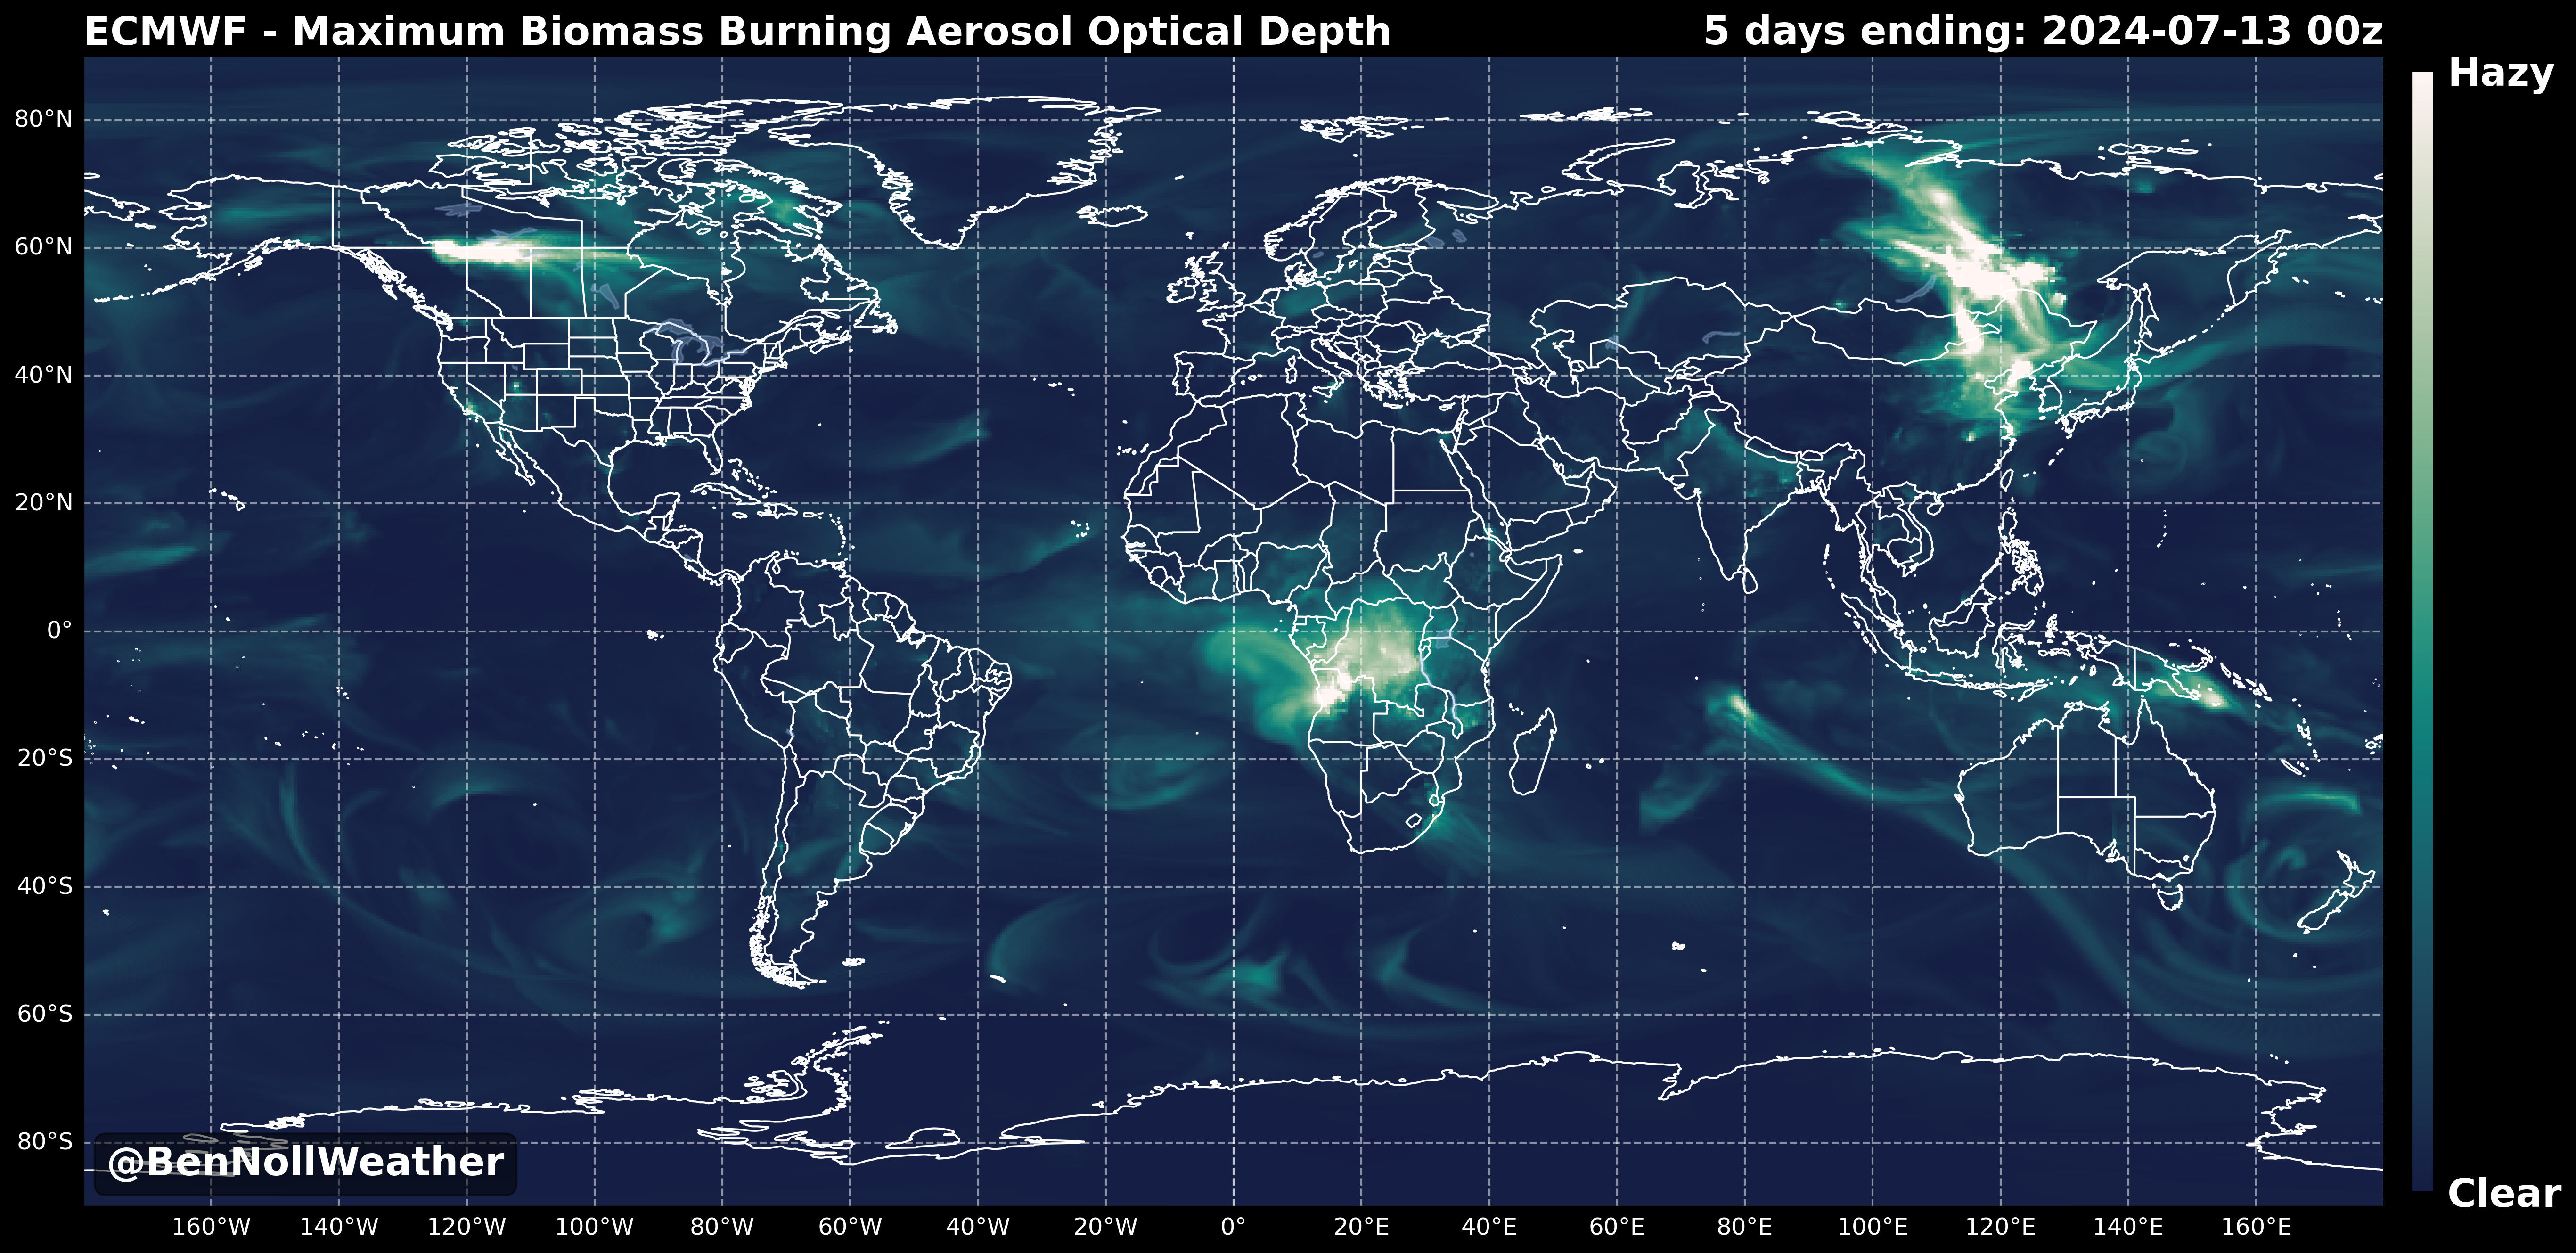 ECMWF - Maximum Biomass Burning Aerosol Optical Depth
5 days ending: 2024-07-13 00z
Hazy
80°N
60°N
40°N
20°N
0°
20°S
40°S
60°S
80°S
@BenNollWeather
Clear
160°W 140°W 120°W 100°W 80°W 60°W 40°W 20°W 0° 20°E 40°E 60°E 80°E 100°E 120°E 140°E 160°E